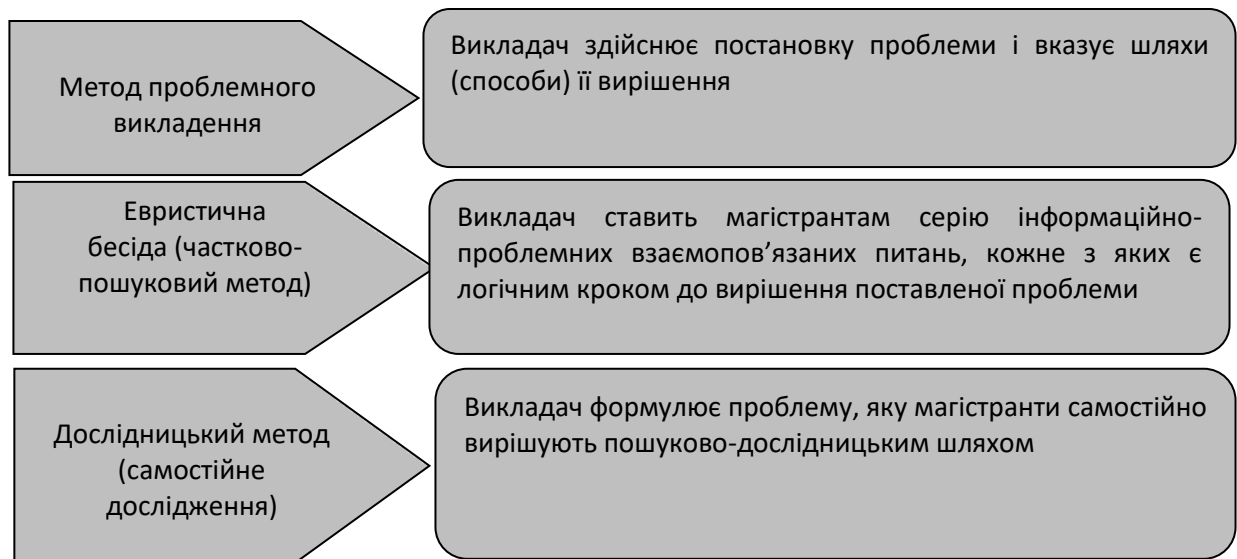 Метод проблемного
викладення
Викладач здійснює постановку проблеми і вказує шляхи
(способи) її вирішення
Евристична
бесіда (частково-
пошуковий метод)
Викладач ставить магістрантам серію інформаційно-
проблемних взаємопов’язаних питань, кожне з яких є
логічним кроком до вирішення поставленої проблеми
Дослідницький метод
(самостійне
дослідження)
Викладач формулює проблему, яку магістранти самостійно
вирішують пошуково-дослідницьким шляхом